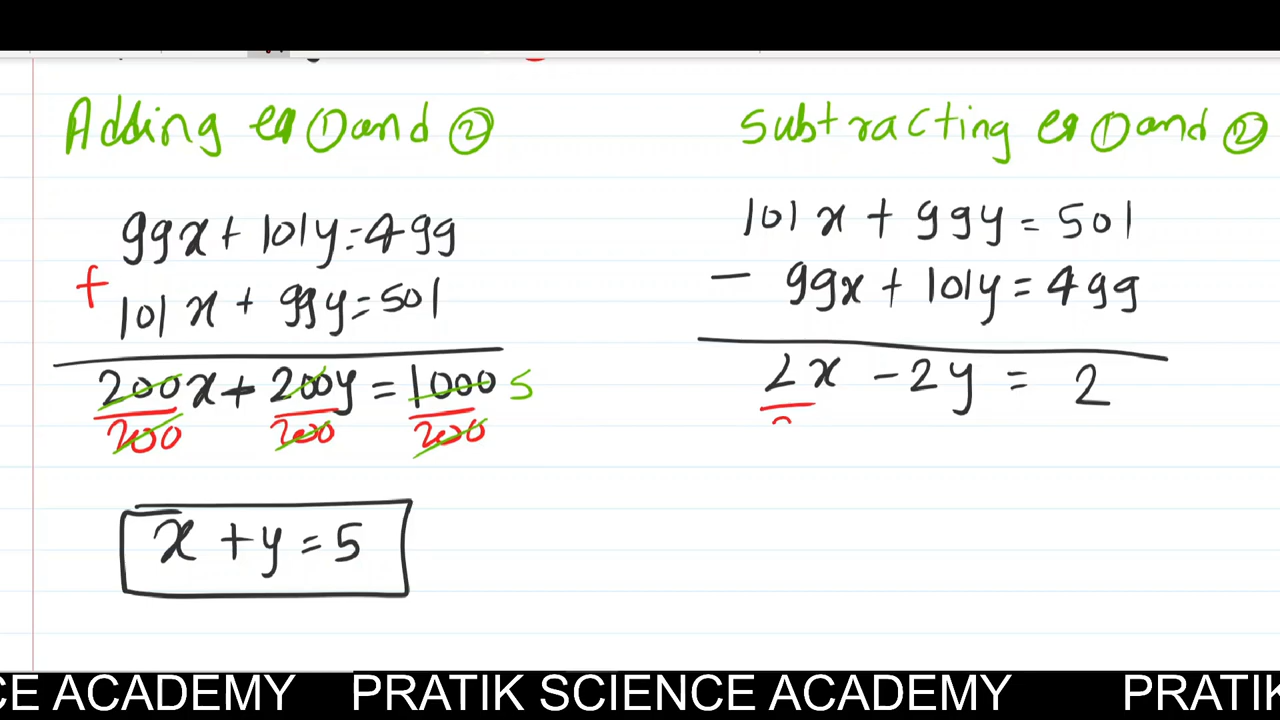 Adding eq ① and ②
99x + 101y = 499
+
101x + 99y = 501
200x + 200y = 1000 5
200 200 200
x + y = 5
Subtracting eq ① and ②
101x + 99y = 501
- 99x + 101y = 499
2x - 2y = 2
CE ACADEMY PRATIK SCIENCE ACADEMY PRATIK